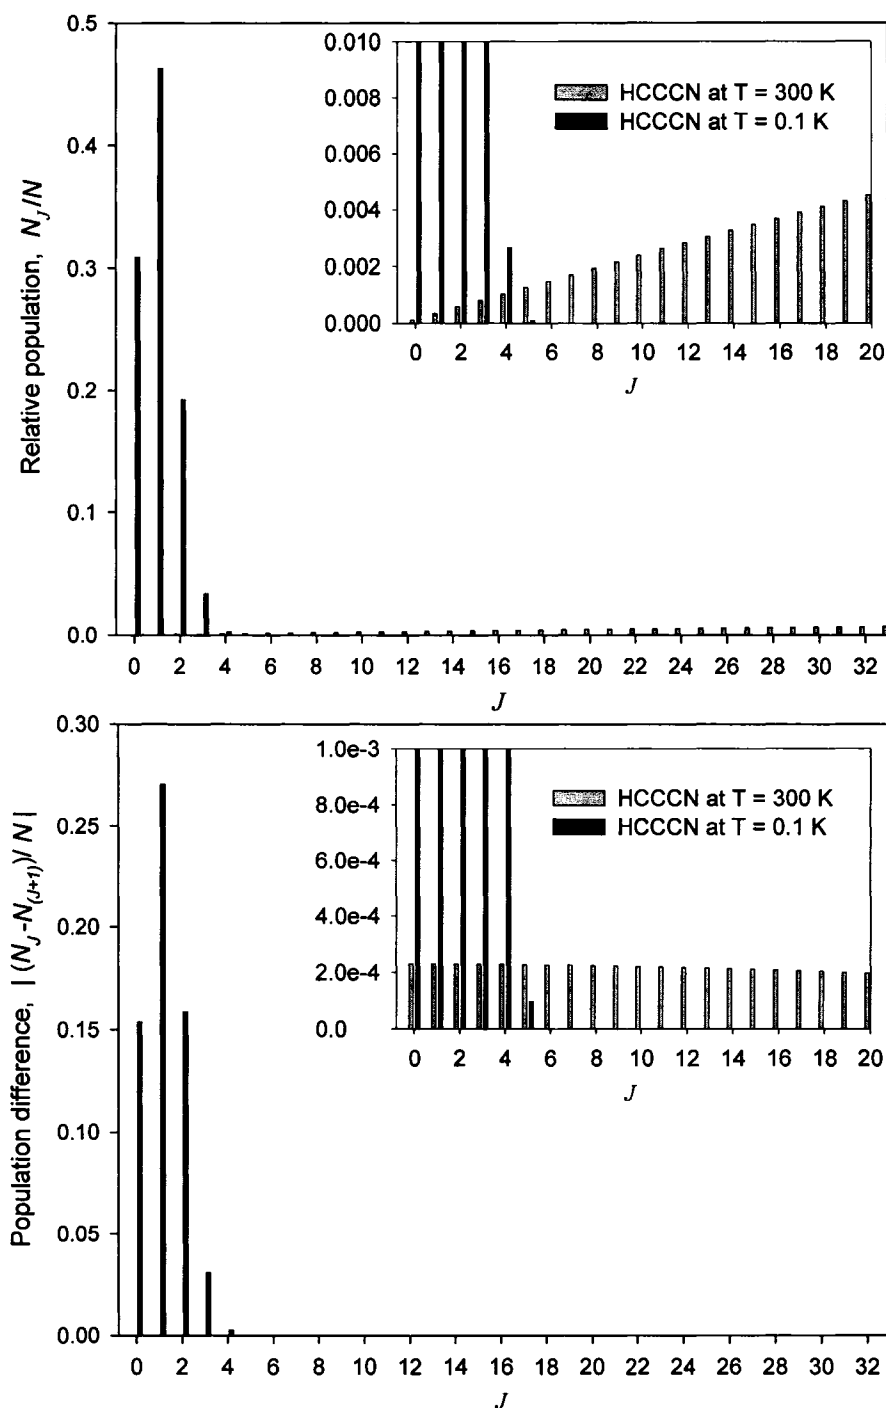 Relative population, N_J/N
0.5
0.4
0.3
0.2
0.1
0.0
0 2 4 6 8 10 12 14 16 18 20 22 24 26 28 30 32
J
0.010
0.008
0.006
0.004
0.002
0.000
HCCCN at T = 300 K
HCCCN at T = 0.1 K
0 2 4 6 8 10 12 14 16 18 20
J
Population difference, | (N_J-N_(J+1))/ N |
0.30
0.25
0.20
0.15
0.10
0.05
0.00
0 2 4 6 8 10 12 14 16 18 20 22 24 26 28 30 32
J
1.0e-3
8.0e-4
6.0e-4
4.0e-4
2.0e-4
0.0
HCCCN at T = 300 K
HCCCN at T = 0.1 K
0 2 4 6 8 10 12 14 16 18 20
J